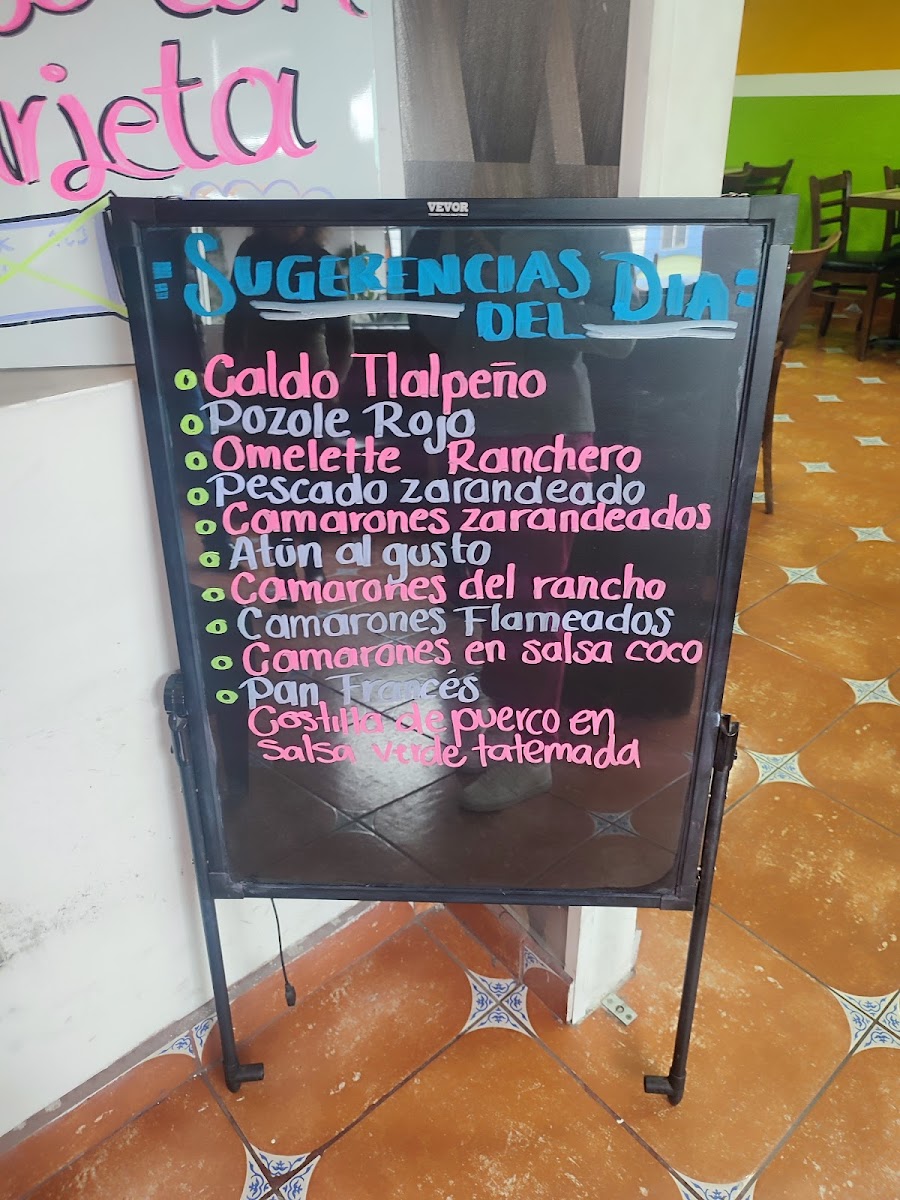 arjeta
VEVOR
SUGERENCIAS
DEL DIA
Caldo Tlalpeño
Pozole Rojo
Omelette Ranchero
Pescado zarandeado
Camarones zarandeados
Atún al gusto
Camarones del rancho
Camarones Flameados
Camarones en salsa coco
Pan Francés
Costilla de puerco en
salsa verde tatemada